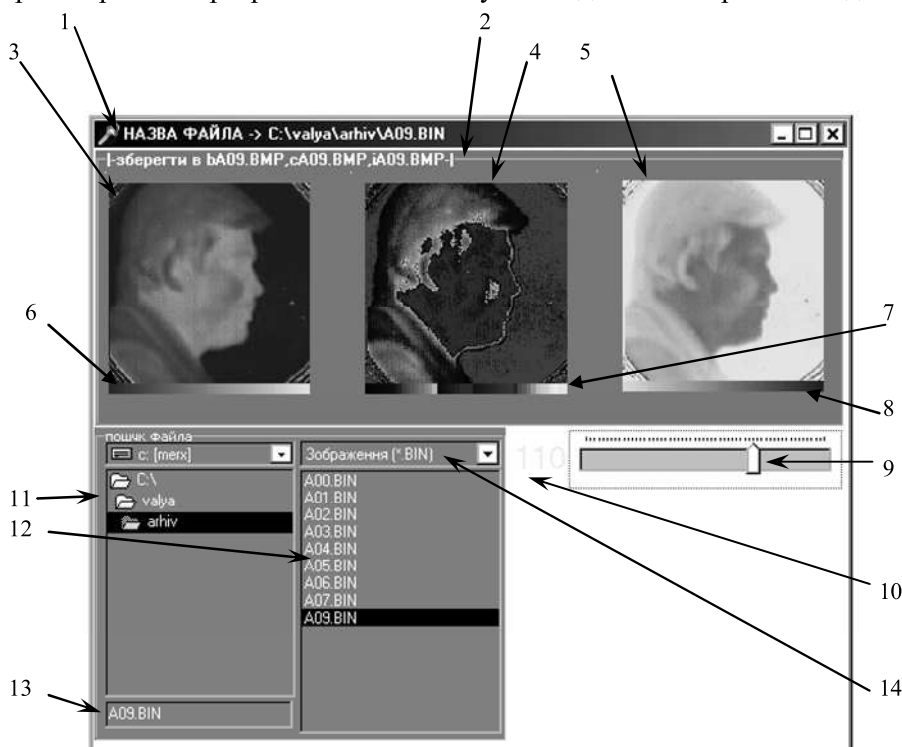 1
2
3
4
5
НАЗВА ФАЙЛА -> C:\valya\arhiv\A09.BIN
|-зберегти в bA09.BMP,cA09.BMP,iA09.BMP-|
6
7
8
пошук файла
c: [merx]
Зображення (*.BIN)
110
9
C:\
valya
arhiv
A00.BIN
A01.BIN
A02.BIN
A03.BIN
A04.BIN
A05.BIN
A06.BIN
A07.BIN
A09.BIN
11
12
10
13
14
A09.BIN